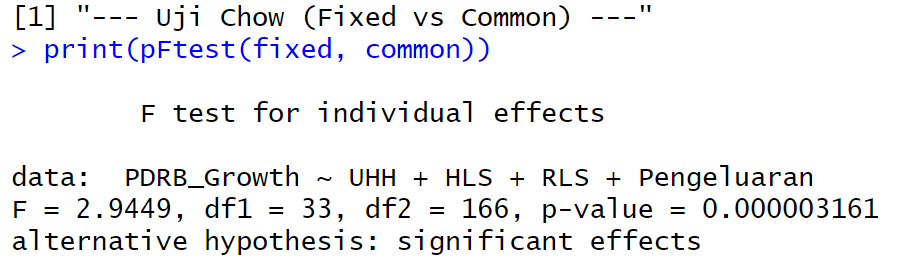 [1] "--- Uji Chow (Fixed vs Common) ---"
> print(pFtest(fixed, common))
F test for individual effects
data:  PDRB_Growth ~ UHH + HLS + RLS + Pengeluaran
F = 2.9449, df1 = 33, df2 = 166, p-value = 0.000003161
alternative hypothesis: significant effects